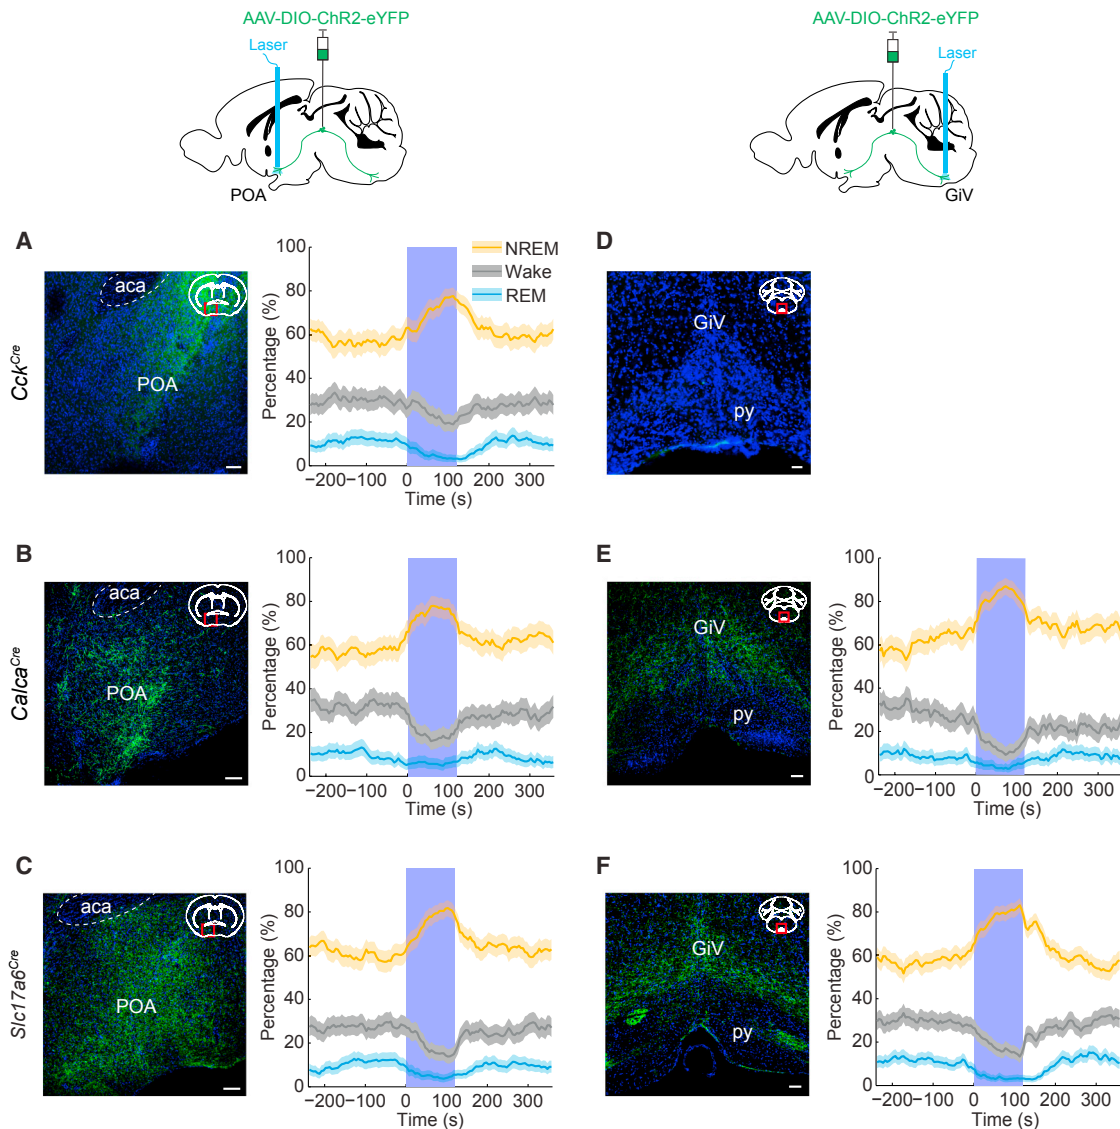 AAV-DIO-ChR2-eYFP
Laser
POA
AAV-DIO-ChR2-eYFP
Laser
GiV
A
Cck^Cre
aca
POA
Percentage (%)
100
80
60
40
20
0
NREM
Wake
REM
−200 −100 0 100 200 300
Time (s)
D
GiV
py
B
Calca^Cre
aca
POA
Percentage (%)
100
80
60
40
20
0
−200 −100 0 100 200 300
Time (s)
E
GiV
py
Percentage (%)
100
80
60
40
20
0
−200 −100 0 100 200 300
Time (s)
C
Slc17a6^Cre
aca
POA
Percentage (%)
100
80
60
40
20
0
−200 −100 0 100 200 300
Time (s)
F
GiV
py
Percentage (%)
100
80
60
40
20
0
−200 −100 0 100 200 300
Time (s)